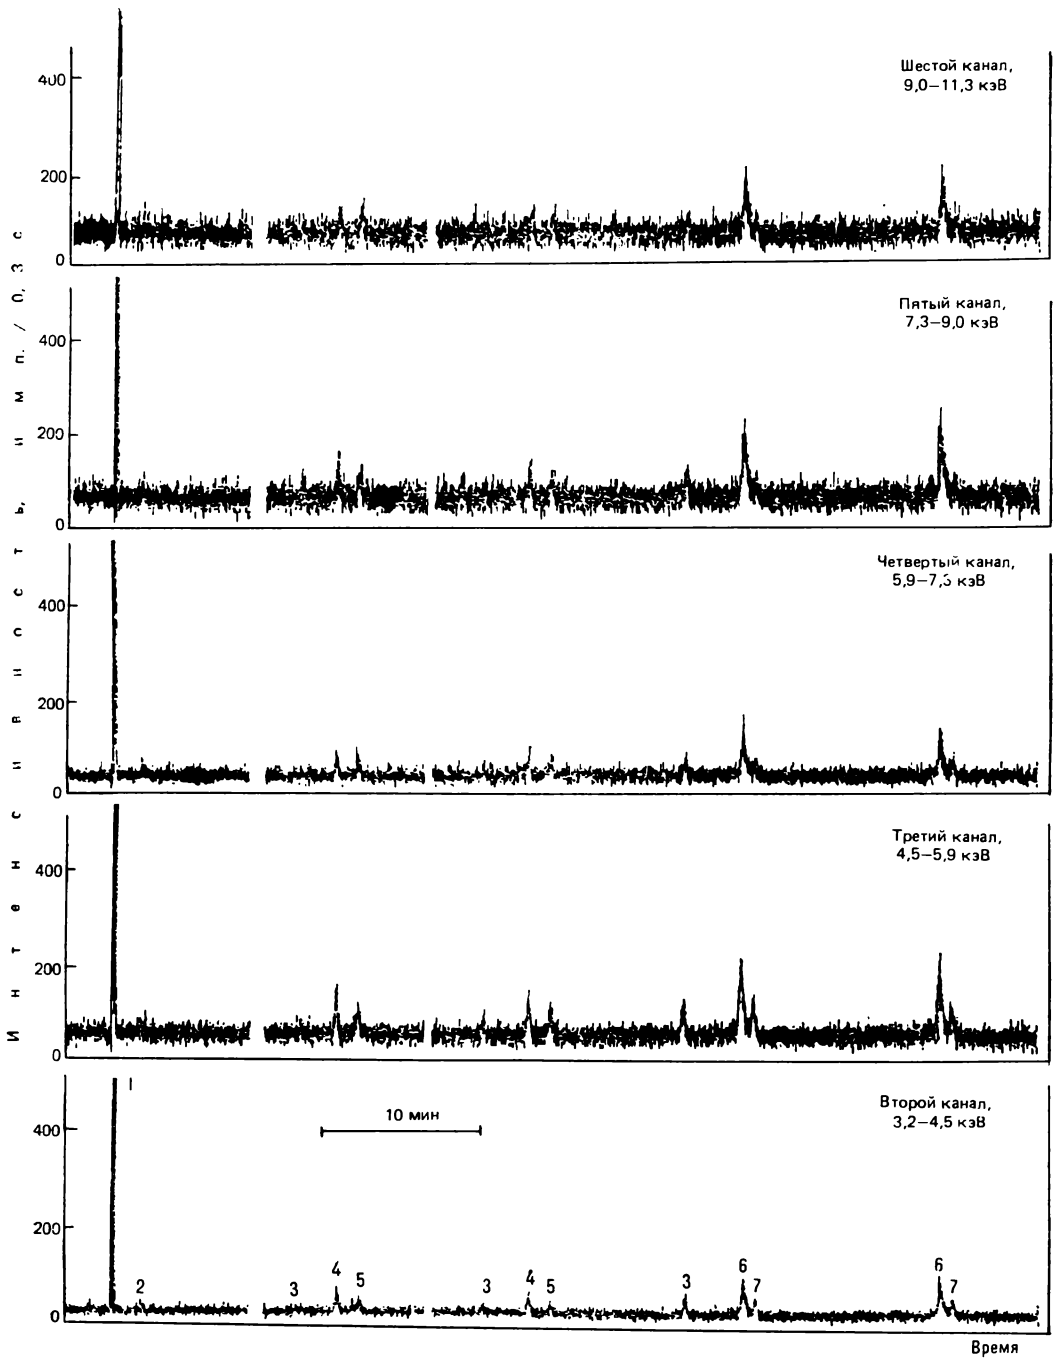 Интенсивность, имп./0,3 с
400
200
0
Шестой канал,
9,0—11,3 кэВ
400
200
0
Пятый канал,
7,3—9,0 кэВ
400
200
0
Четвертый канал,
5,9—7,3 кэВ
400
200
0
Третий канал,
4,5—5,9 кэВ
400
200
0
1
10 мин
Второй канал,
3,2—4,5 кэВ
2 3 4 5 3 4 5 3 6 7 6 7
Время